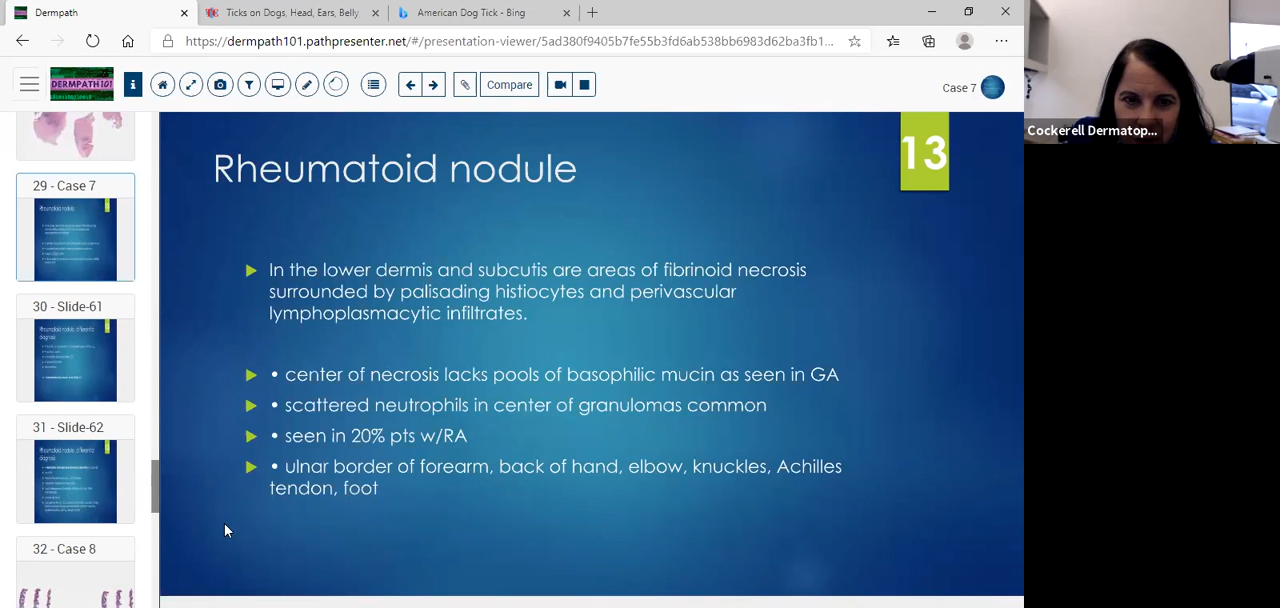 Dermpath
Ticks on Dogs, Head, Ears, Belly
American Dog Tick - Bing
https://dermpath101.pathpresenter.net/#/presentation-viewer/5ad380f9405b7fe55b3fd6ab538bb6983d62ba3fb1...
DERMPATH101
Compare
Case 7
29 - Case 7
30 - Slide-61
31 - Slide-62
32 - Case 8
Rheumatoid nodule
13
In the lower dermis and subcutis are areas of fibrinoid necrosis
surrounded by palisading histiocytes and perivascular
lymphoplasmacytic infiltrates.
• center of necrosis lacks pools of basophilic mucin as seen in GA
• scattered neutrophils in center of granulomas common
• seen in 20% pts w/RA
• ulnar border of forearm, back of hand, elbow, knuckles, Achilles
tendon, foot
Cockerell Dermatop...